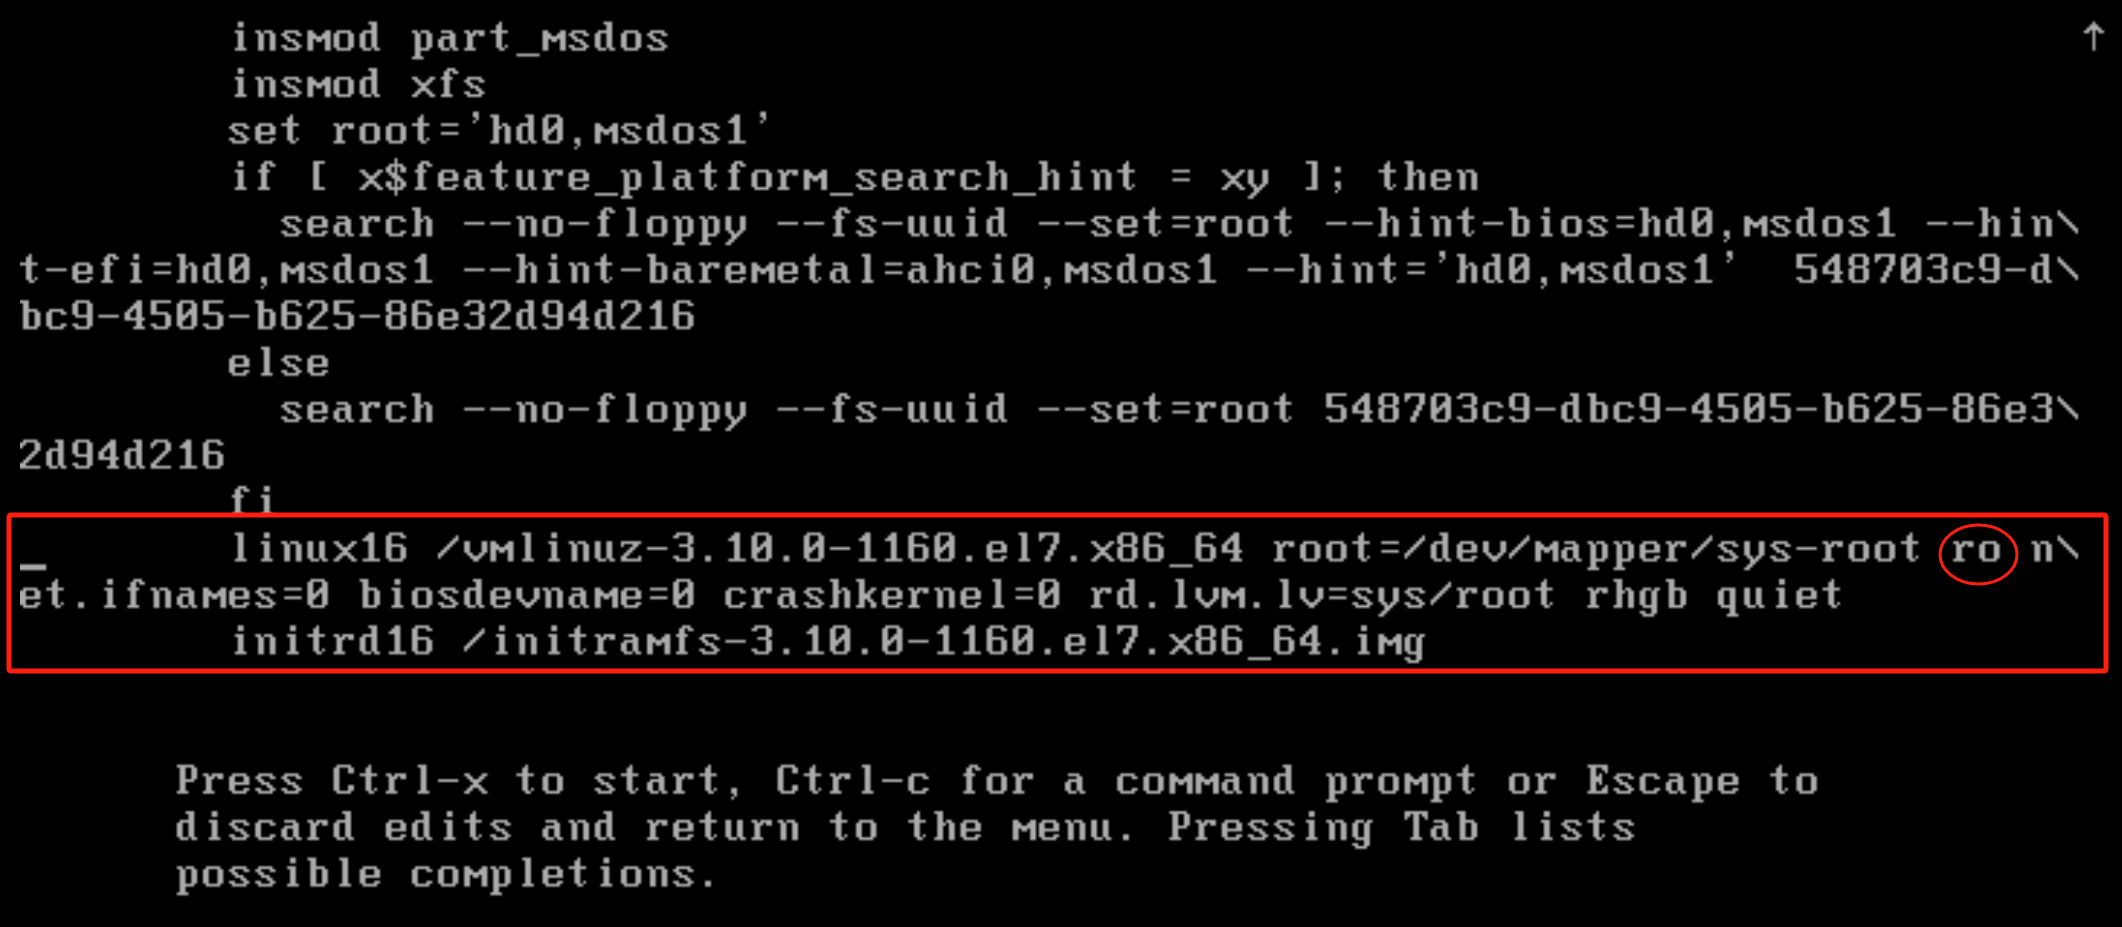 insmod part_msdos
↑
insmod xfs
set root='hd0,msdos1'
if [ x$feature_platform_search_hint = xy ]; then
search --no-floppy --fs-uuid --set=root --hint-bios=hd0,msdos1 --hin\
t-efi=hd0,msdos1 --hint-baremetal=ahci0,msdos1 --hint='hd0,msdos1'  548703c9-d\
bc9-4505-b625-86e32d94d216
else
search --no-floppy --fs-uuid --set=root 548703c9-dbc9-4505-b625-86e3\
2d94d216
fi
linux16 /vmlinuz-3.10.0-1160.el7.x86_64 root=/dev/mapper/sys-root ro n\
et.ifnames=0 biosdevname=0 crashkernel=0 rd.lvm.lv=sys/root rhgb quiet
initrd16 /initramfs-3.10.0-1160.el7.x86_64.img
Press Ctrl-x to start, Ctrl-c for a command prompt or Escape to
discard edits and return to the menu. Pressing Tab lists
possible completions.